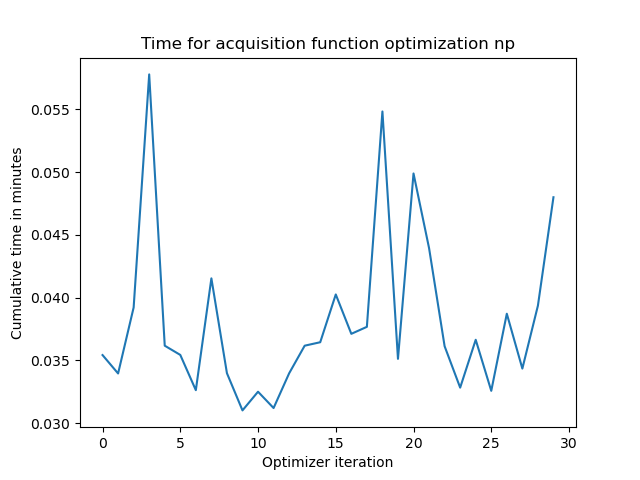 Time for acquisition function optimization np
Cumulative time in minutes
0.055
0.050
0.045
0.040
0.035
0.030
0 5 10 15 20 25 30
Optimizer iteration